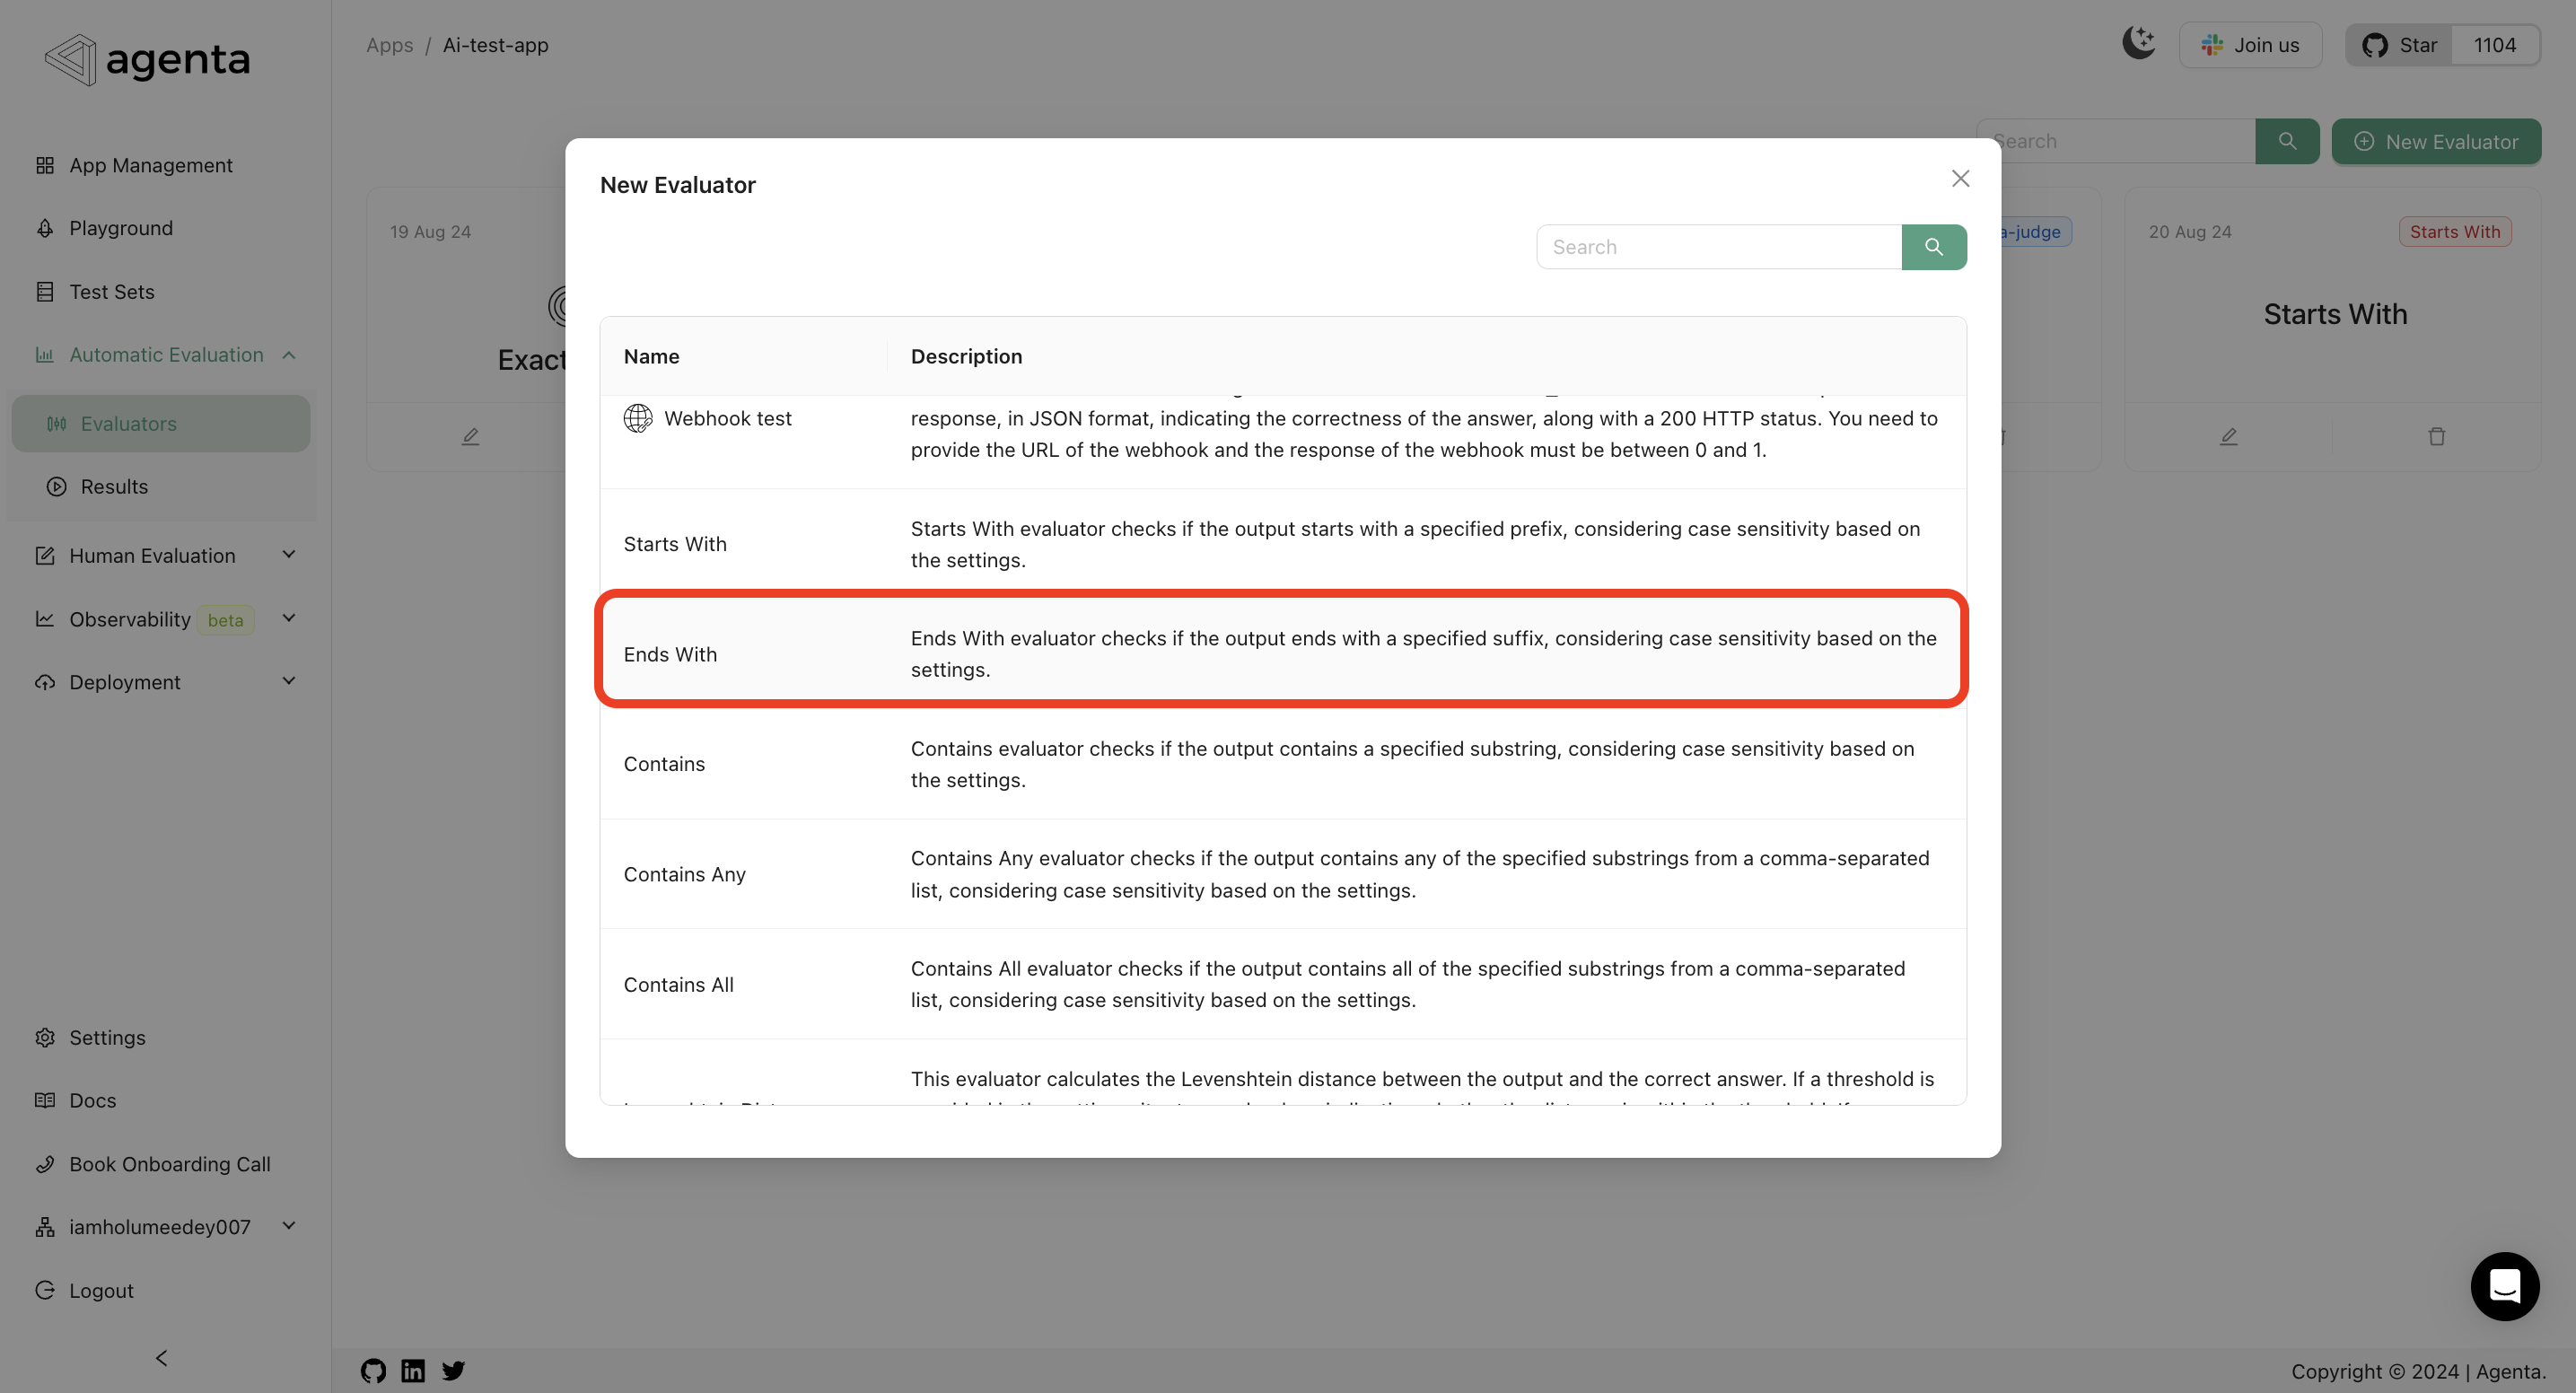 agenta
Apps / Ai-test-app
Join us
Star 1104
App Management
Playground
Test Sets
Automatic Evaluation
Evaluators
Results
Human Evaluation
Observability beta
Deployment
Settings
Docs
Book Onboarding Call
iamholumeedey007
Logout
Search
New Evaluator
19 Aug 24
Exact
a-judge
20 Aug 24
Starts With
Starts With
New Evaluator
Search
Name Description
Webhook test
response, in JSON format, indicating the correctness of the answer, along with a 200 HTTP status. You need to
provide the URL of the webhook and the response of the webhook must be between 0 and 1.
Starts With
Starts With evaluator checks if the output starts with a specified prefix, considering case sensitivity based on
the settings.
Ends With
Ends With evaluator checks if the output ends with a specified suffix, considering case sensitivity based on the
settings.
Contains
Contains evaluator checks if the output contains a specified substring, considering case sensitivity based on
the settings.
Contains Any
Contains Any evaluator checks if the output contains any of the specified substrings from a comma-separated
list, considering case sensitivity based on the settings.
Contains All
Contains All evaluator checks if the output contains all of the specified substrings from a comma-separated
list, considering case sensitivity based on the settings.
This evaluator calculates the Levenshtein distance between the output and the correct answer. If a threshold is
Copyright © 2024 | Agenta.